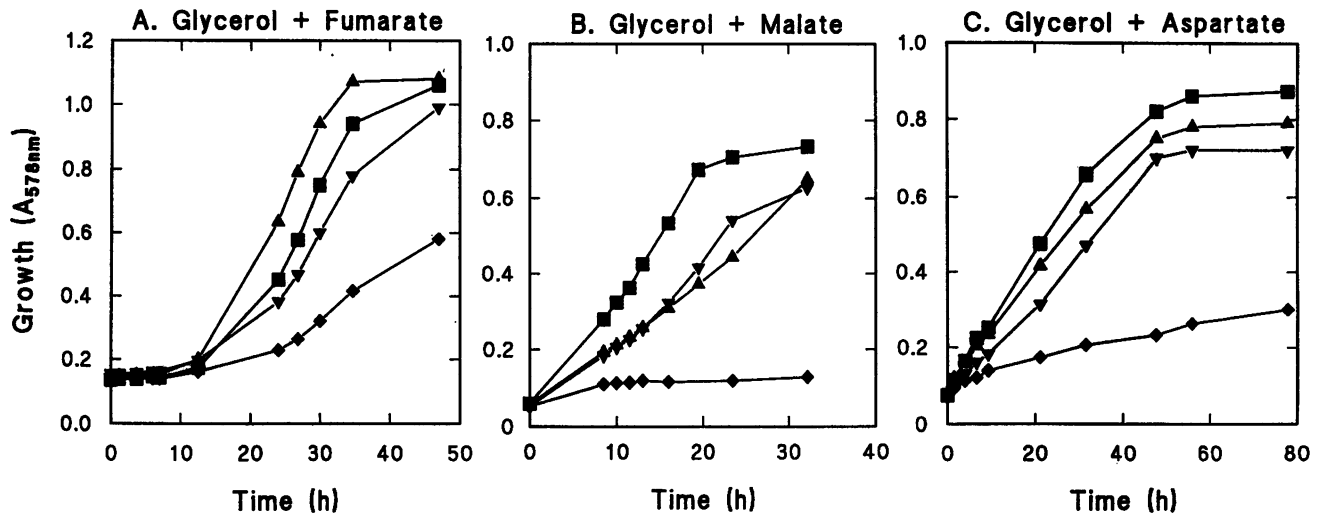 A. Glycerol + Fumarate
B. Glycerol + Malate
C. Glycerol + Aspartate
Growth (A578nm)
1.2
1.0
0.8
0.6
0.4
0.2
0.0
0 10 20 30 40 50
Time (h)
1.0
0.8
0.6
0.4
0.2
0
0 10 20 30 40
Time (h)
1.0
0.8
0.6
0.4
0.2
0.0
0 20 40 60 80
Time (h)